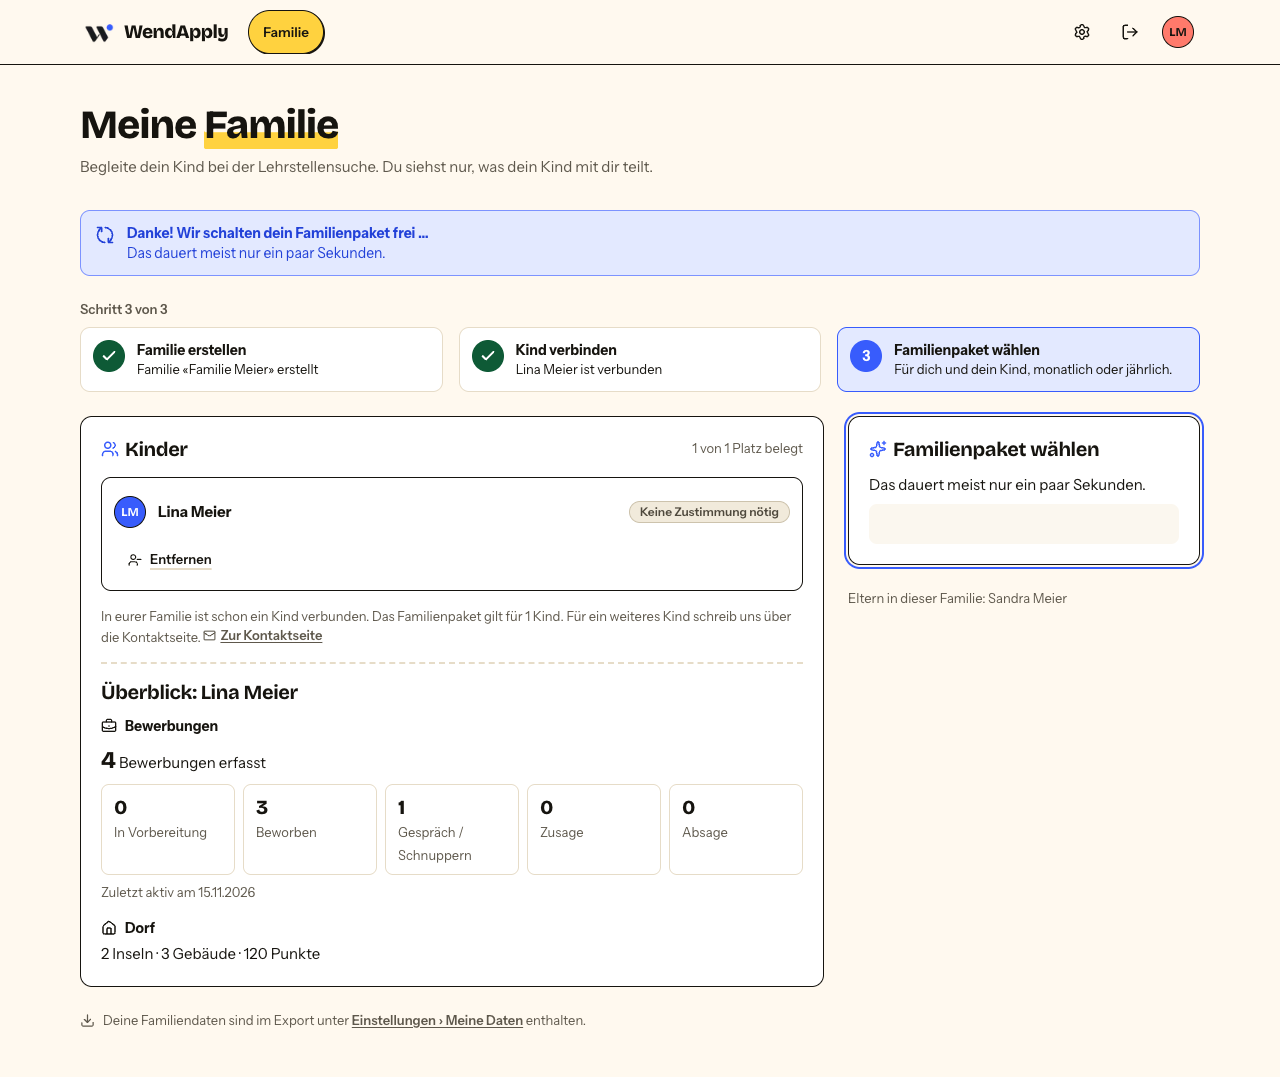 WendApply
Familie
LM
Meine Familie
Begleite dein Kind bei der Lehrstellensuche. Du siehst nur, was dein Kind mit dir teilt.
Danke! Wir schalten dein Familienpaket frei ...
Das dauert meist nur ein paar Sekunden.
Schritt 3 von 3
Familie erstellen
Familie «Familie Meier» erstellt
Kind verbinden
Lina Meier ist verbunden
3
Familienpaket wählen
Für dich und dein Kind, monatlich oder jährlich.
Kinder
1 von 1 Platz belegt
LM
Lina Meier
Keine Zustimmung nötig
Entfernen
In eurer Familie ist schon ein Kind verbunden. Das Familienpaket gilt für 1 Kind. Für ein weiteres Kind schreib uns über
die Kontaktseite. Zur Kontaktseite
Überblick: Lina Meier
Bewerbungen
4 Bewerbungen erfasst
0
In Vorbereitung
3
Beworben
1
Gespräch /
Schnuppern
0
Zusage
0
Absage
Zuletzt aktiv am 15.11.2026
Dorf
2 Inseln · 3 Gebäude · 120 Punkte
Familienpaket wählen
Das dauert meist nur ein paar Sekunden.
Eltern in dieser Familie: Sandra Meier
Deine Familiendaten sind im Export unter Einstellungen › Meine Daten enthalten.